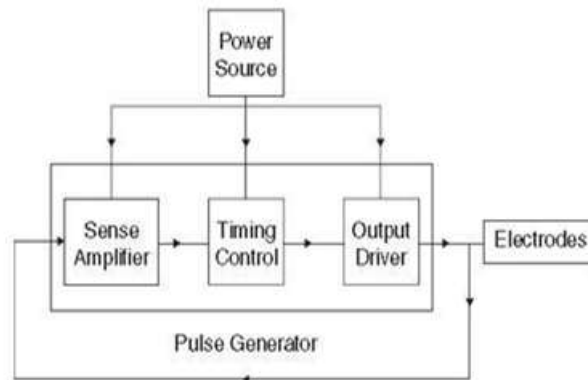 Power
Source
Sense
Amplifier
Timing
Control
Output
Driver
Electrodes
Pulse Generator